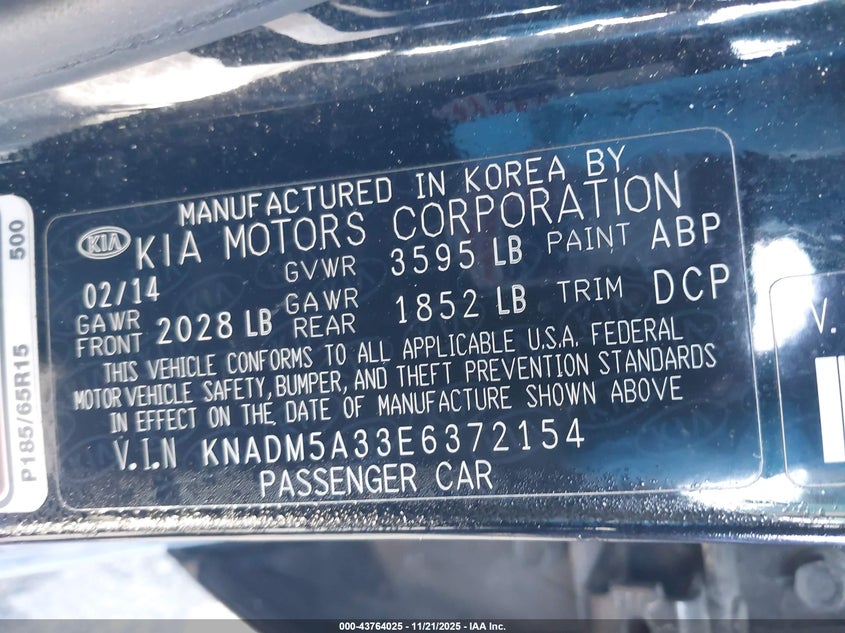 MANUFACTURED IN KOREA BY
KIA KIA MOTORS CORPORATION
02/14 GVWR 3595 LB PAINT ABP
GAWR FRONT 2028 LB GAWR REAR 1852 LB TRIM DCP
THIS VEHICLE CONFORMS TO ALL APPLICABLE U.S.A. FEDERAL
MOTOR VEHICLE SAFETY, BUMPER, AND THEFT PREVENTION STANDARDS
IN EFFECT ON THE DATE OF MANUFACTURE SHOWN ABOVE
V.I.N KNADM5A33E6372154
PASSENGER CAR
P185/65R15 500
V.
000-43764025 - 11/21/2025 - IAA Inc.